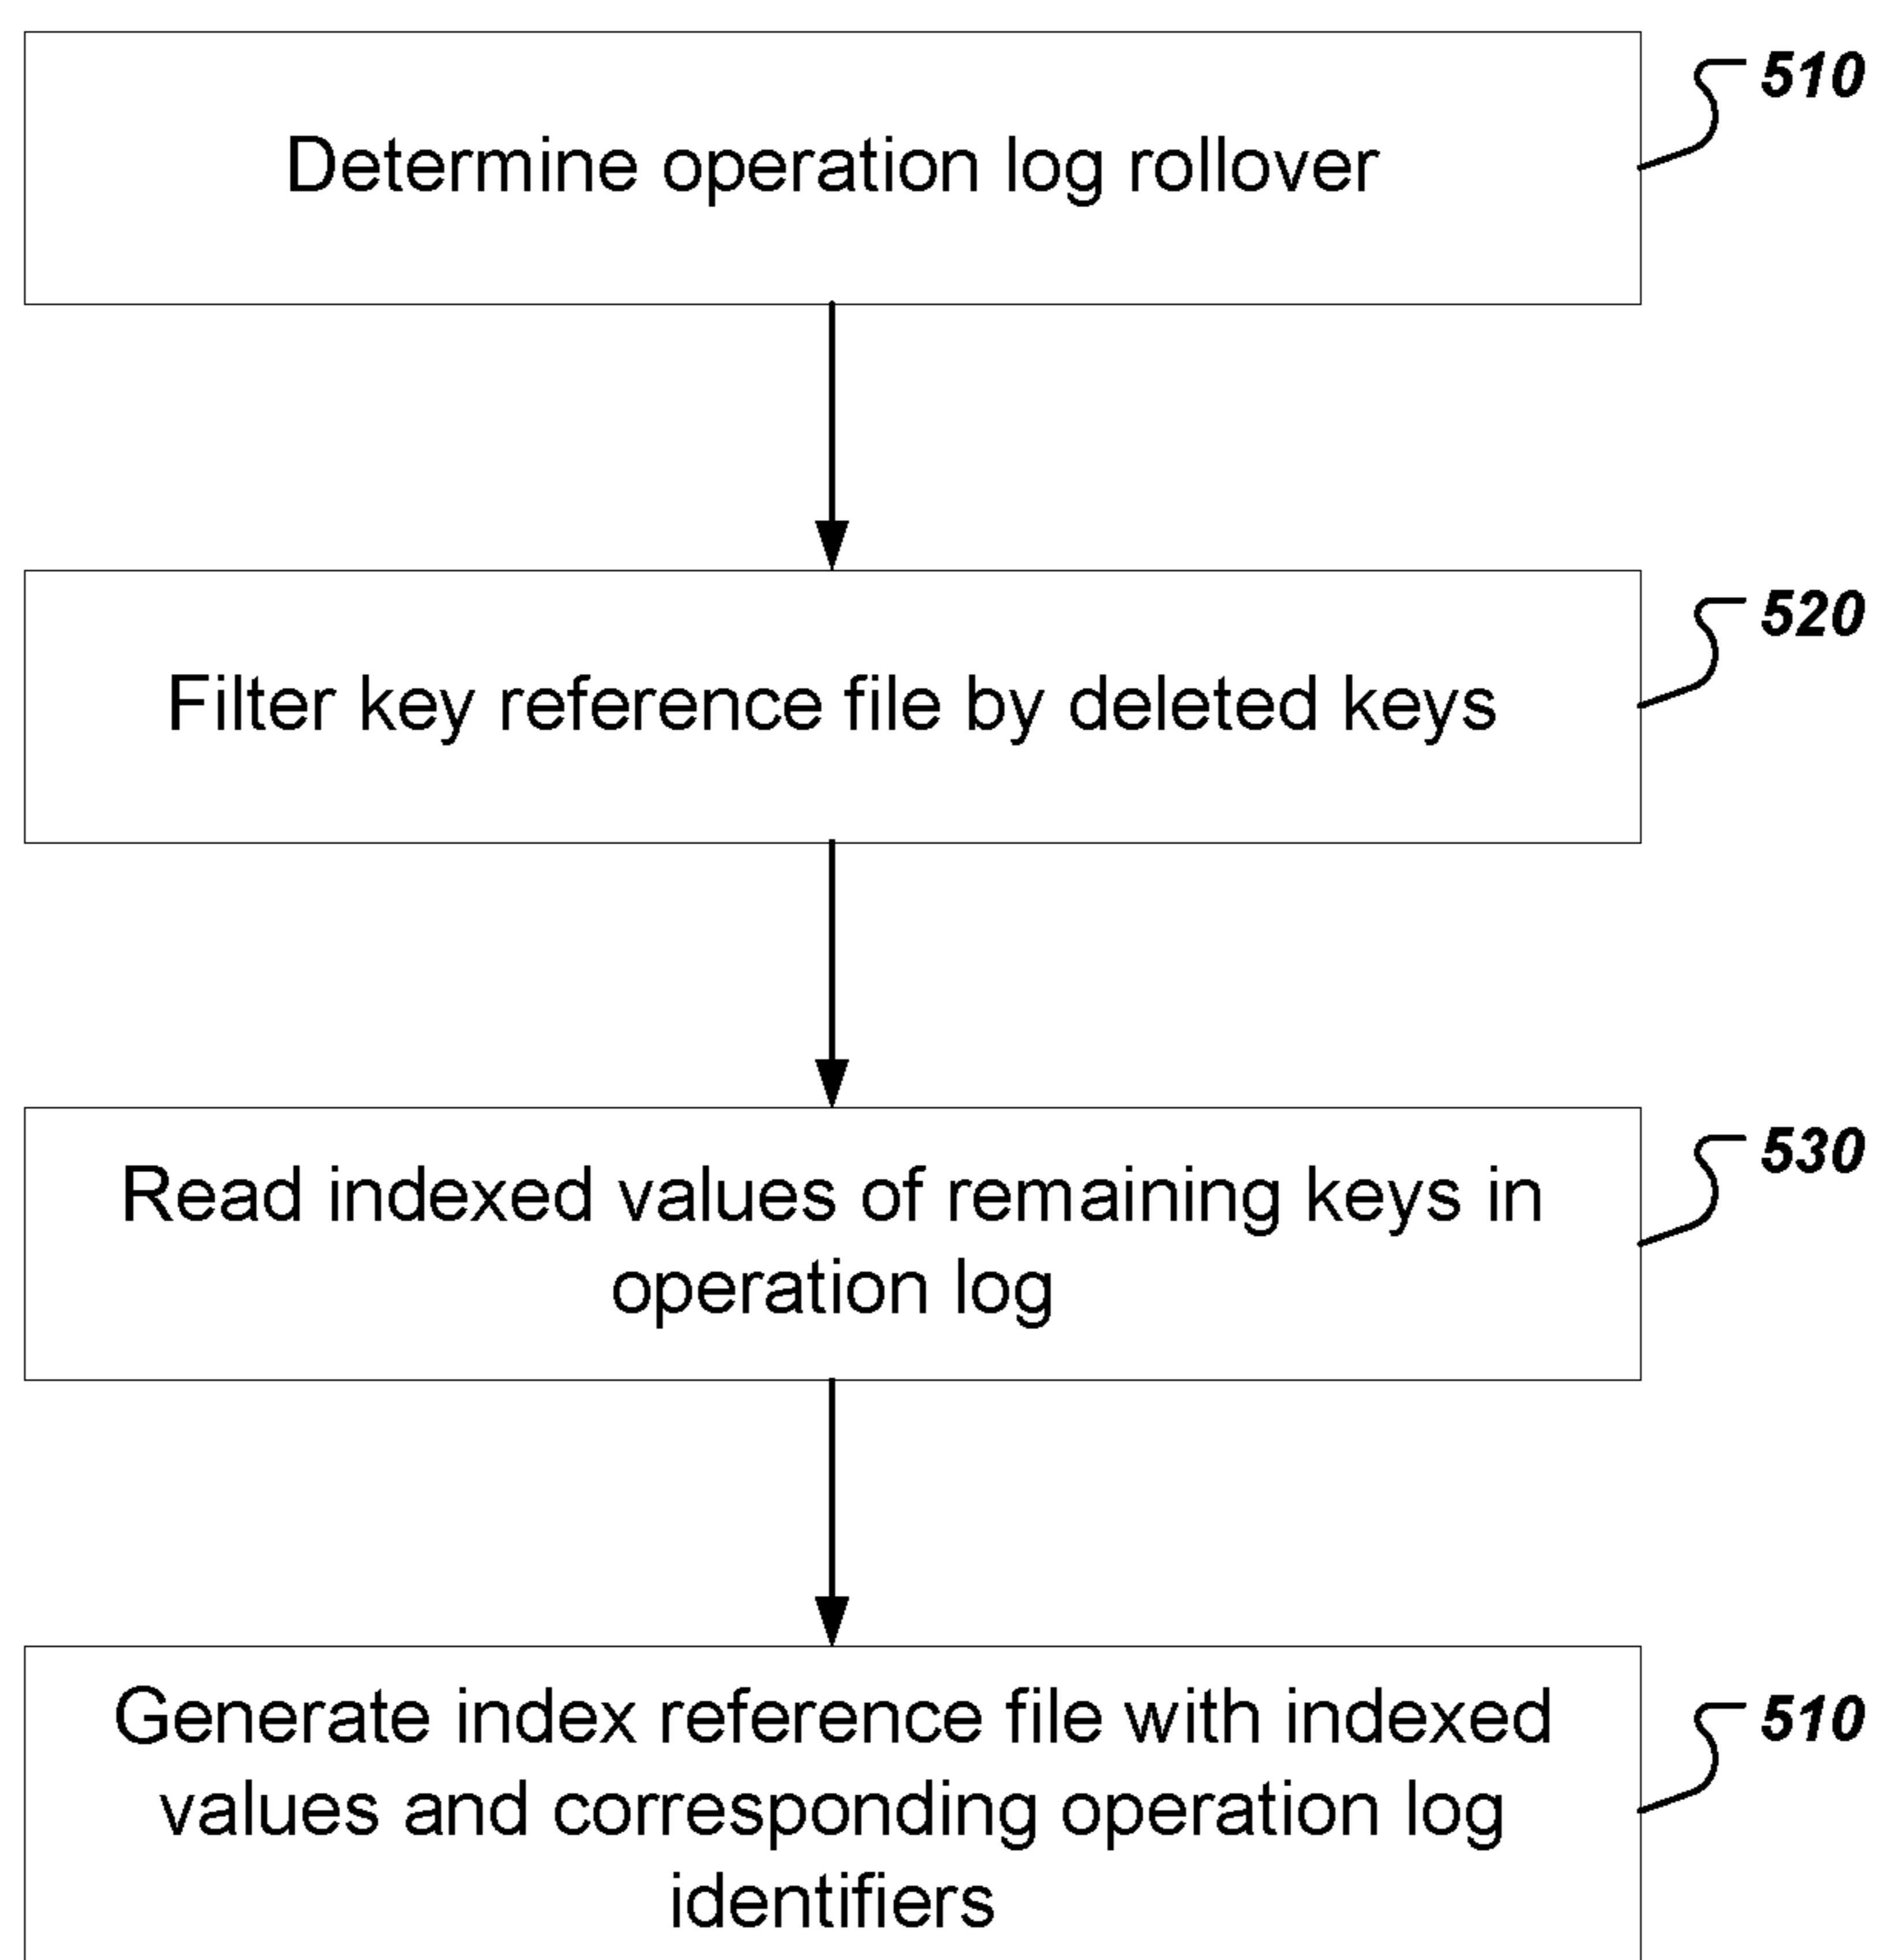 Determine operation log rollover
510
Filter key reference file by deleted keys
520
Read indexed values of remaining keys in
operation log
530
Generate index reference file with indexed
values and corresponding operation log
identifiers
510